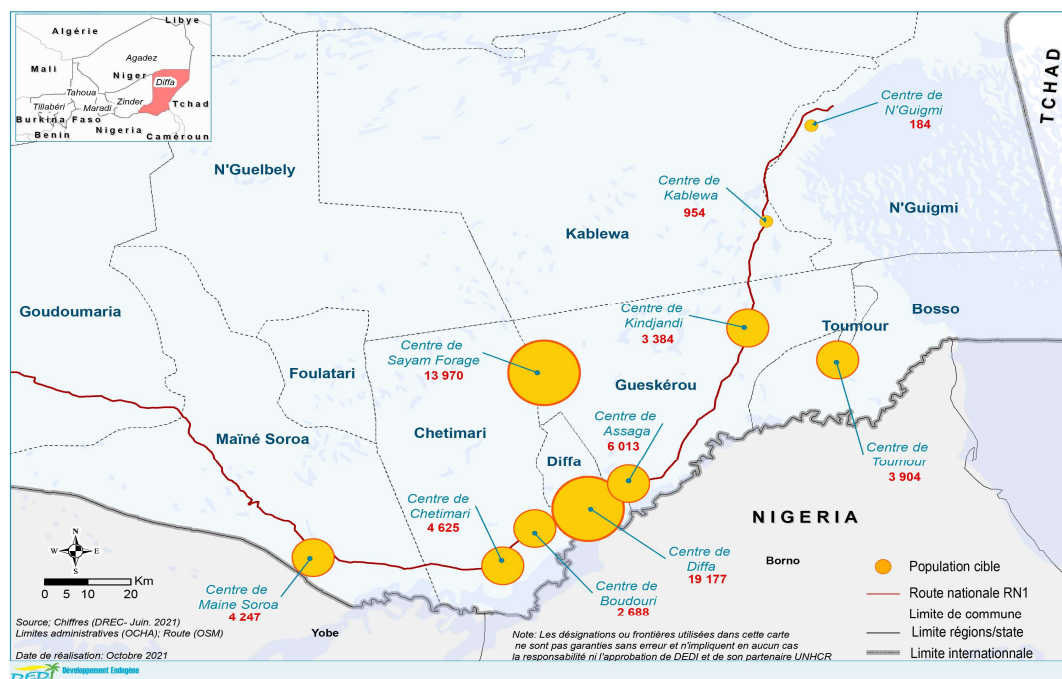 Libye
Algérie
Agadez
Mali
Niger
Diffa
Tahoua
Tchad
Tillabéri
Maradi
Zinder
Burkina Faso
Nigeria
Benin
Caméroun
TCHAD
Centre de
N'Guigmi
184
N'Guelbely
Centre de
Kablewa
954
N'Guigmi
Kablewa
Goudoumaria
Centre de
Kindjandi
3 384
Bosso
Toumour
Centre de
Sayam Forage
13 970
Foulatari
Gueskérou
Centre de
Assaga
6 013
Maïné Soroa
Chetimari
Diffa
Centre de
Toumour
3 904
Centre de
Chetimari
4 625
NIGERIA
Centre de
Diffa
19 177
Borno
Centre de
Boudouri
2 688
Centre de
Maine Soroa
4 247
Yobe
N
W E
S
0 10 20 Km
Population cible
Route nationale RN1
Limite de commune
Limite régions/state
Limite internationnale
Source; Chiffres (DREC- Juin. 2021)
Limites administratives (OCHA); Route (OSM)
Date de réalisation: Octobre 2021
Note: Les désignations ou frontières utilisées dans cette carte
ne sont pas garanties sans erreur et n'impliquent en aucun cas
la responsabilité ni l'approbation de DEDI et de son partenaire UNHCR
Développement Endogène